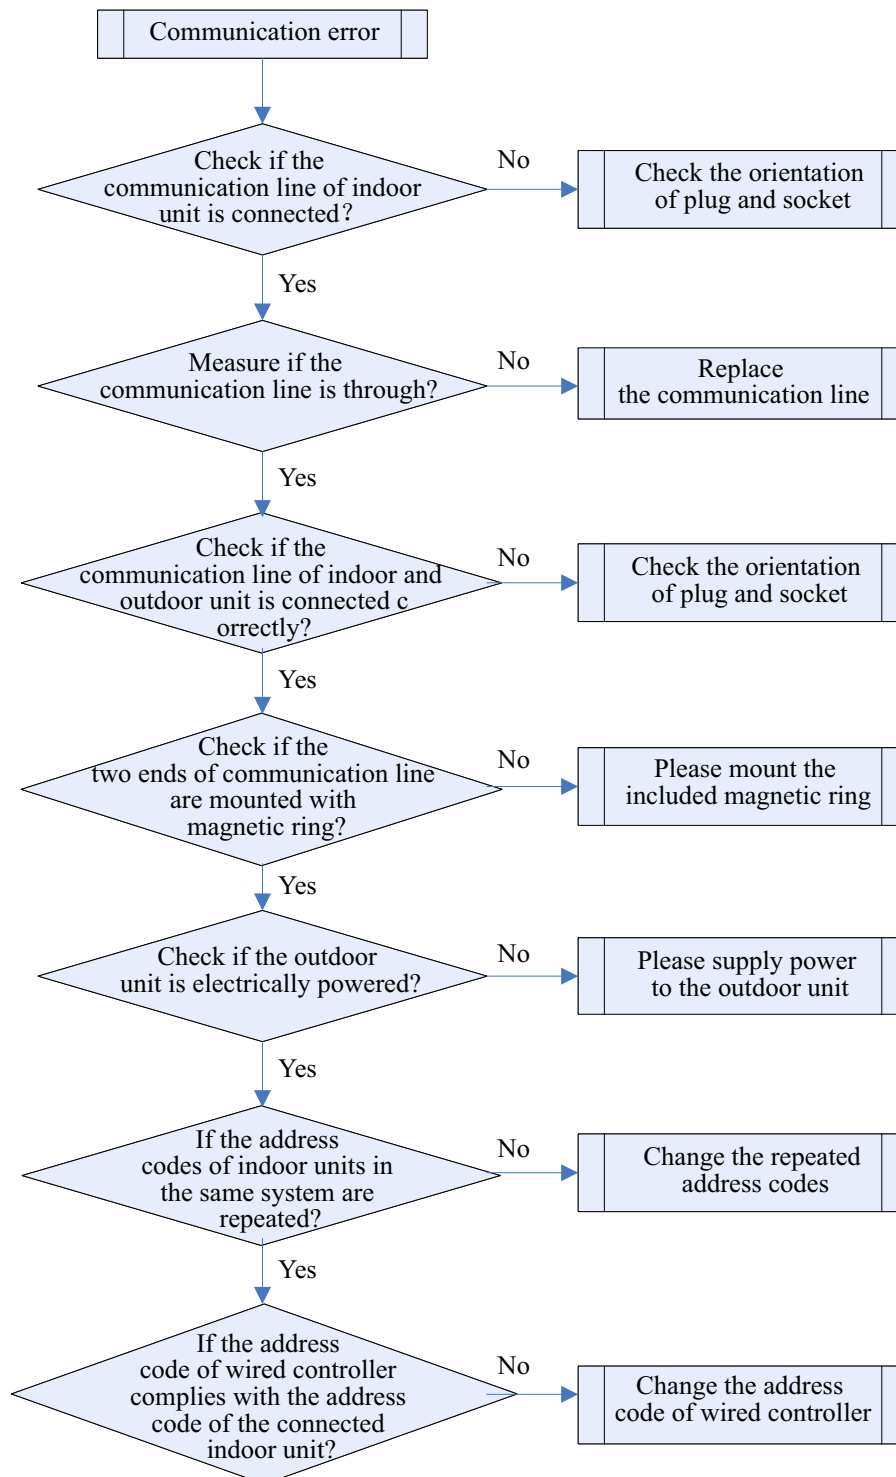 Communication error
Check if the
communication line of indoor
unit is connected?
No
Check the orientation
of plug and socket
Yes
Measure if the
communication line is through?
No
Replace
the communication line
Yes
Check if the
communication line of indoor and
outdoor unit is connected c
orrectly?
No
Check the orientation
of plug and socket
Yes
Check if the
two ends of communication line
are mounted with
magnetic ring?
No
Please mount the
included magnetic ring
Yes
Check if the outdoor
unit is electrically powered?
No
Please supply power
to the outdoor unit
Yes
If the address
codes of indoor units in
the same system are
repeated?
No
Change the repeated
address codes
Yes
If the address
code of wired controller
complies with the address
code of the connected
indoor unit?
No
Change the address
code of wired controller